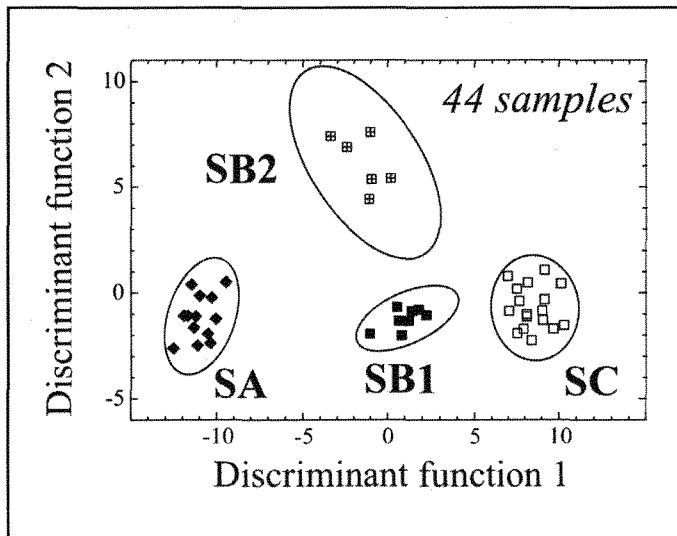 10
44 samples
SB2
5
0
-5
SA
SB1
SC
-10
-5
0
5
10
Discriminant function 2
Discriminant function 1